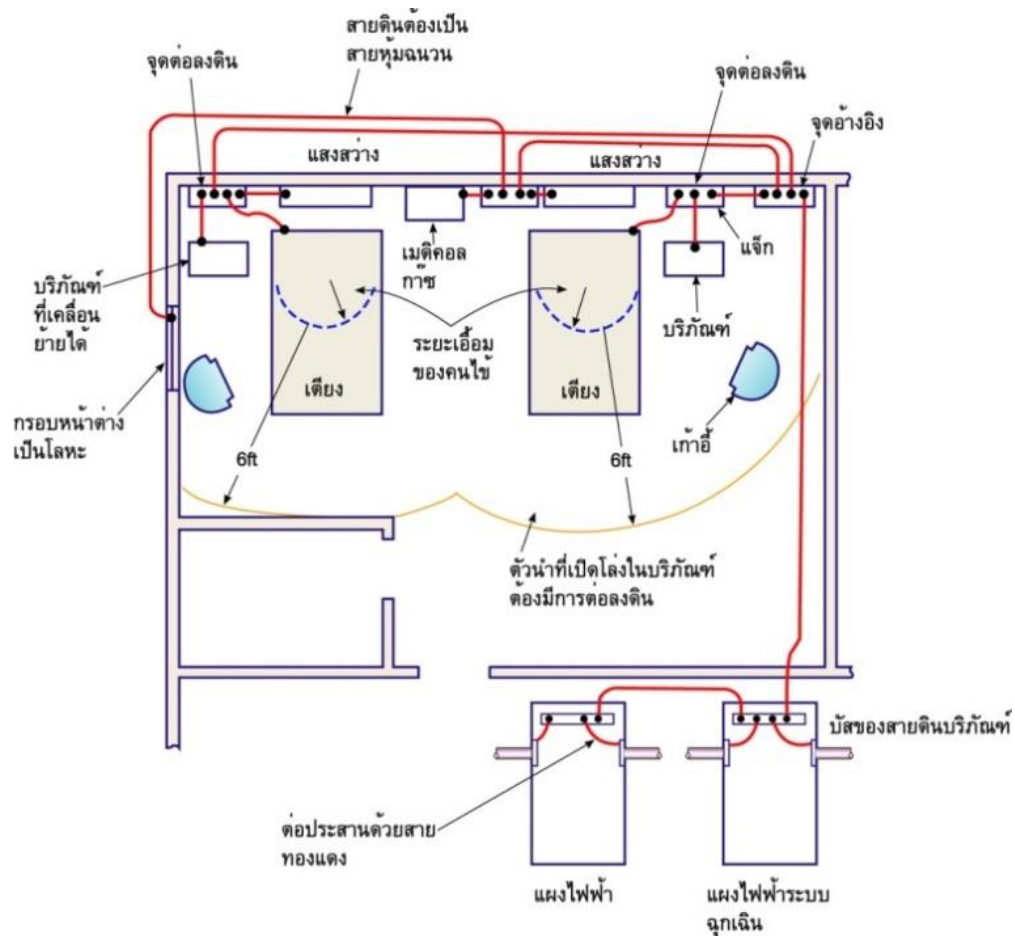 สายดินต้องเป็น
สายหุ้มฉนวน
จุดต่อลงดิน
จุดต่อลงดิน
จุดอ้างอิง
แสงสว่าง
แสงสว่าง
แจ็ก
เมดิคอล
ก๊าซ
บริภัณฑ์
ที่เคลื่อน
ย้ายได้
บริภัณฑ์
ระยะเอื้อม
ของคนไข้
เตียง
เตียง
กรอบหน้าต่าง
เป็นโลหะ
เก้าอี้
6ft
6ft
ตัวนำที่เปิดโล่งในบริภัณฑ์
ต้องมีการต่อลงดิน
บัสของสายดินบริภัณฑ์
ต่อประสานด้วยสาย
ทองแดง
แผงไฟฟ้า
แผงไฟฟ้าระบบ
ฉุกเฉิน